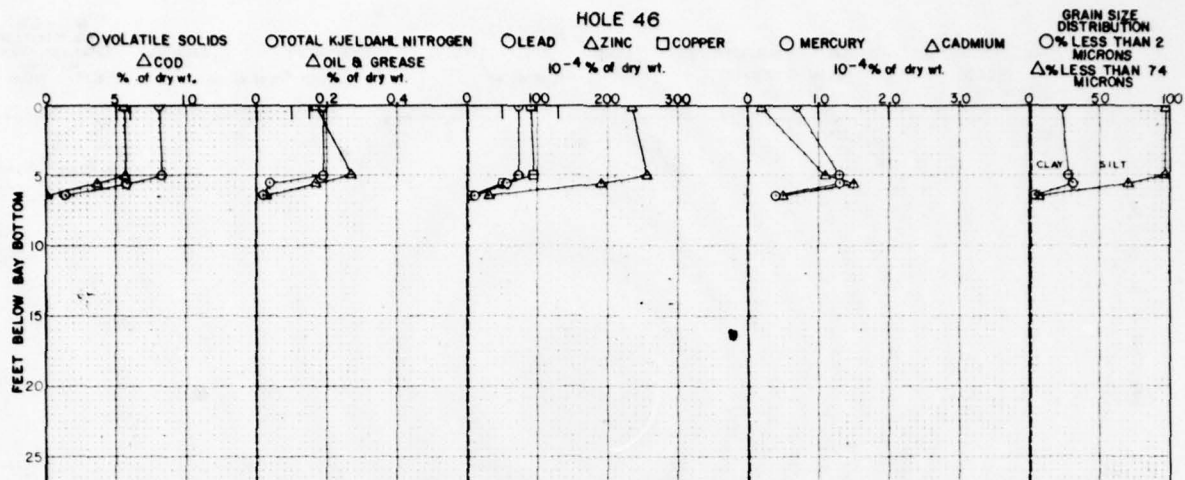 HOLE 46
○ VOLATILE SOLIDS
△ COD
% of dry wt.
○ TOTAL KJELDAHL NITROGEN
△ OIL & GREASE
% of dry wt.
○ LEAD △ ZINC □ COPPER
10⁻⁴ % of dry wt.
○ MERCURY △ CADMIUM
10⁻⁴ % of dry wt.
GRAIN SIZE
DISTRIBUTION
○ % LESS THAN 2
MICRONS
△ % LESS THAN 74
MICRONS
0 5 10 0 0.2 0.4 0 100 200 300 0 1.0 2.0 3.0 0 50 100
CLAY SILT
FEET BELOW BAY BOTTOM
0
5
10
15
20
25